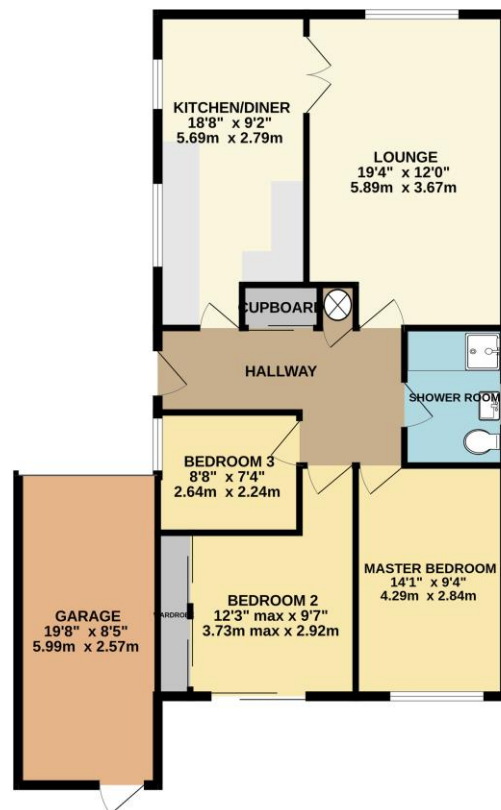 KITCHEN/DINER
18'8" x 9'2"
5.69m x 2.79m
LOUNGE
19'4" x 12'0"
5.89m x 3.67m
CUPBOARD
HALLWAY
SHOWER ROOM
BEDROOM 3
8'8" x 7'4"
2.64m x 2.24m
MASTER BEDROOM
14'1" x 9'4"
4.29m x 2.84m
BEDROOM 2
12'3" max x 9'7"
3.73m max x 2.92m
WARDROBE
GARAGE
19'8" x 8'5"
5.99m x 2.57m